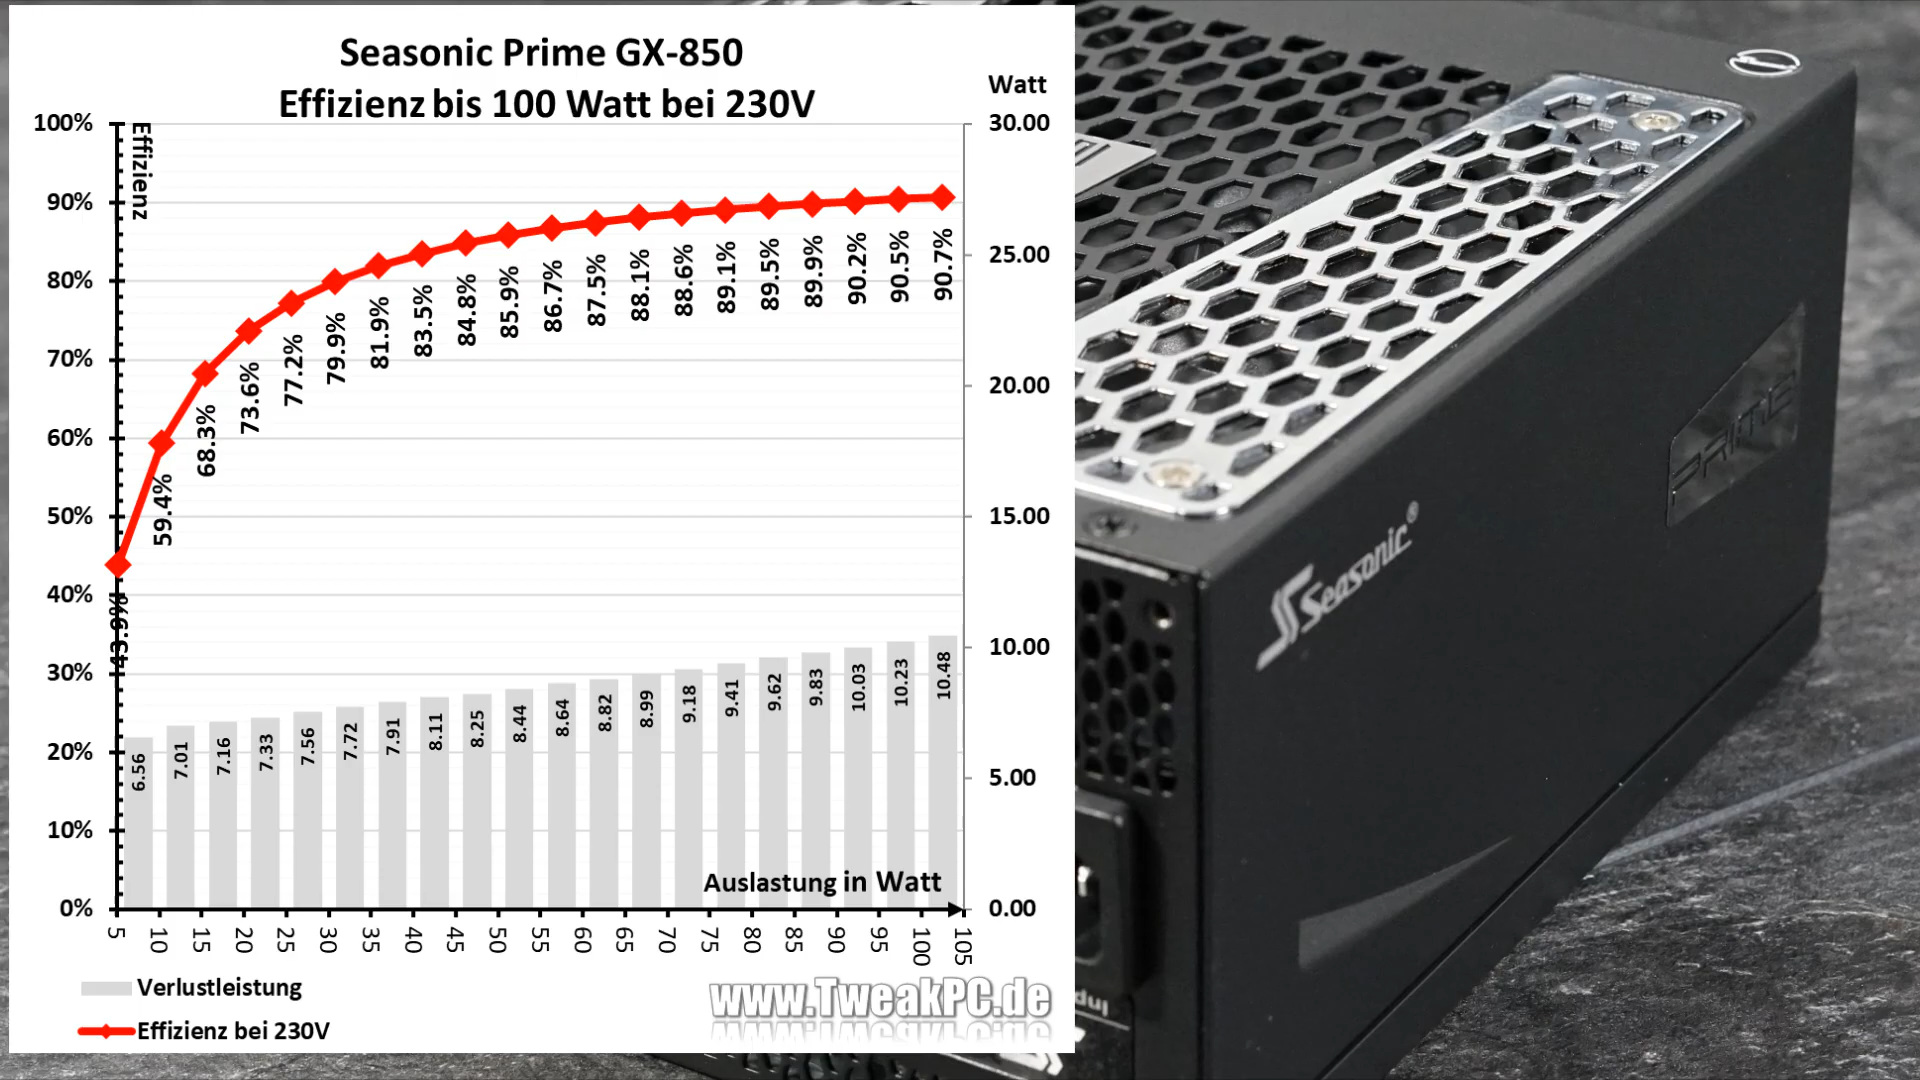 Seasonic Prime GX-850
Effizienz bis 100 Watt bei 230V
Watt
Effizienz
100%
90%
80%
70%
60%
50%
40%
30%
20%
10%
0%
30.00
25.00
20.00
15.00
10.00
5.00
0.00
43.9% 59.4% 68.3% 73.6% 77.2% 79.9% 81.9% 83.5% 84.8% 85.9% 86.7% 87.5% 88.1% 88.6% 89.1% 89.5% 89.9% 90.2% 90.5% 90.7%
6.56 7.01 7.16 7.33 7.56 7.72 7.91 8.11 8.25 8.44 8.64 8.82 8.99 9.18 9.41 9.62 9.83 10.03 10.23 10.48
Auslastung in Watt
5 10 15 20 25 30 35 40 45 50 55 60 65 70 75 80 85 90 95 100 105
Verlustleistung
Effizienz bei 230V
www.TweakPC.de
Seasonic®
PRIME